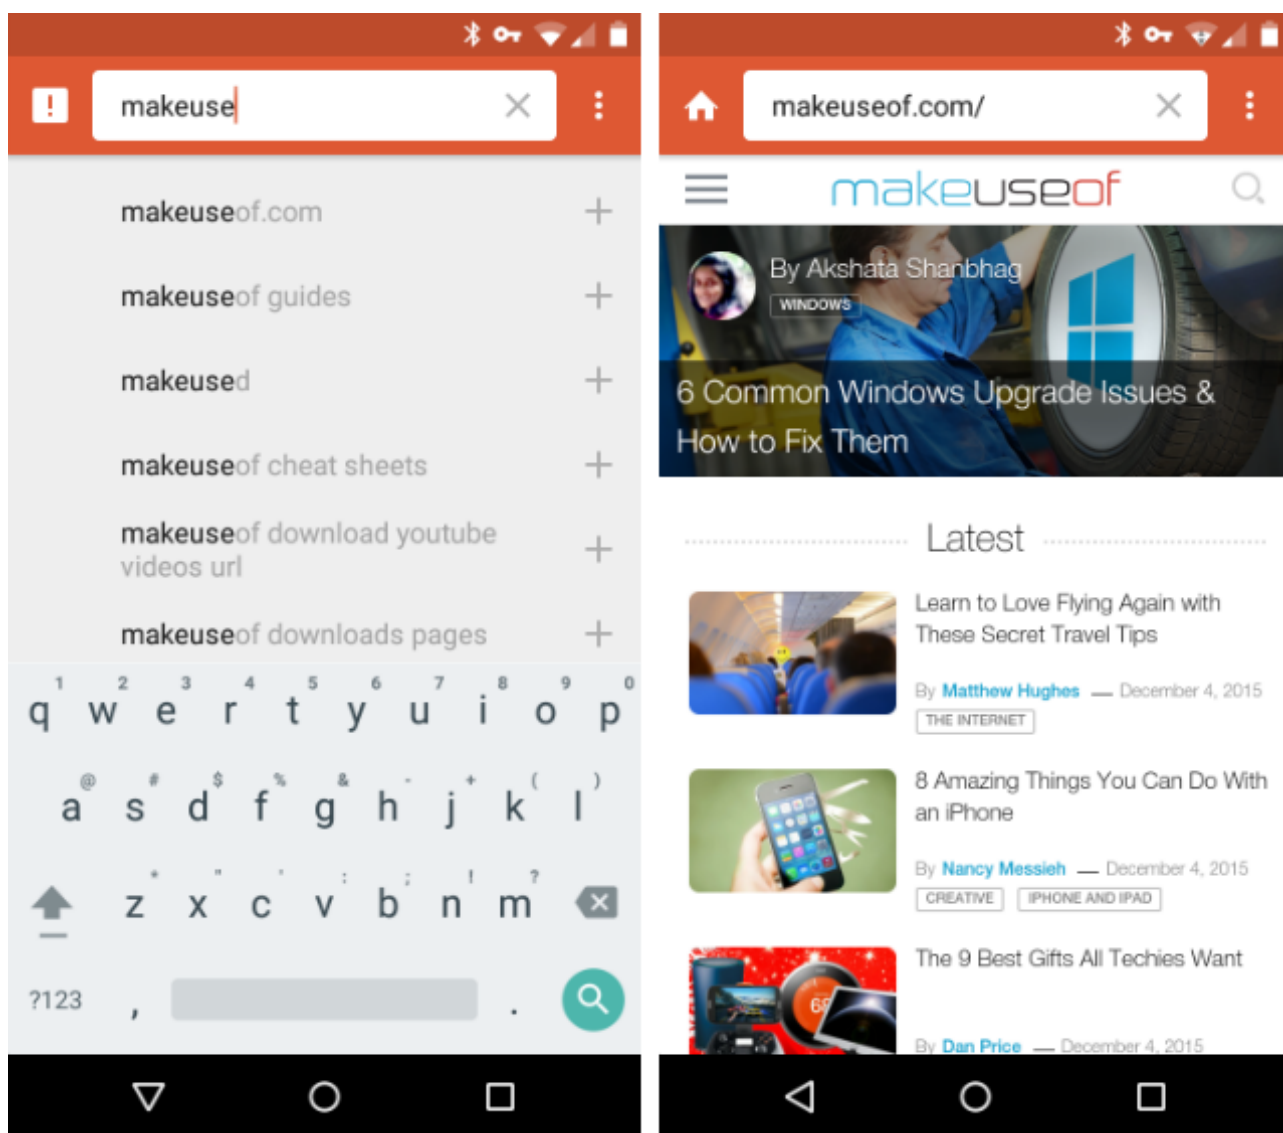 makeuse
makeuseof.com
makeuseof guides
makeused
makeuseof cheat sheets
makeuseof download youtube
videos url
makeuseof downloads pages
1 2 3 4 5 6 7 8 9 0
q w e r t y u i o p
@ # $ % & - + ( )
a s d f g h j k l
* " ' : ; ! ?
z x c v b n m
?123 , .
makeuseof.com/
makeuseof
By Akshata Shanbhag
WINDOWS
6 Common Windows Upgrade Issues &
How to Fix Them
Latest
Learn to Love Flying Again with
These Secret Travel Tips
By Matthew Hughes — December 4, 2015
THE INTERNET
8 Amazing Things You Can Do With
an iPhone
By Nancy Messieh — December 4, 2015
CREATIVE IPHONE AND IPAD
The 9 Best Gifts All Techies Want
68
By Dan Price — December 4, 2015